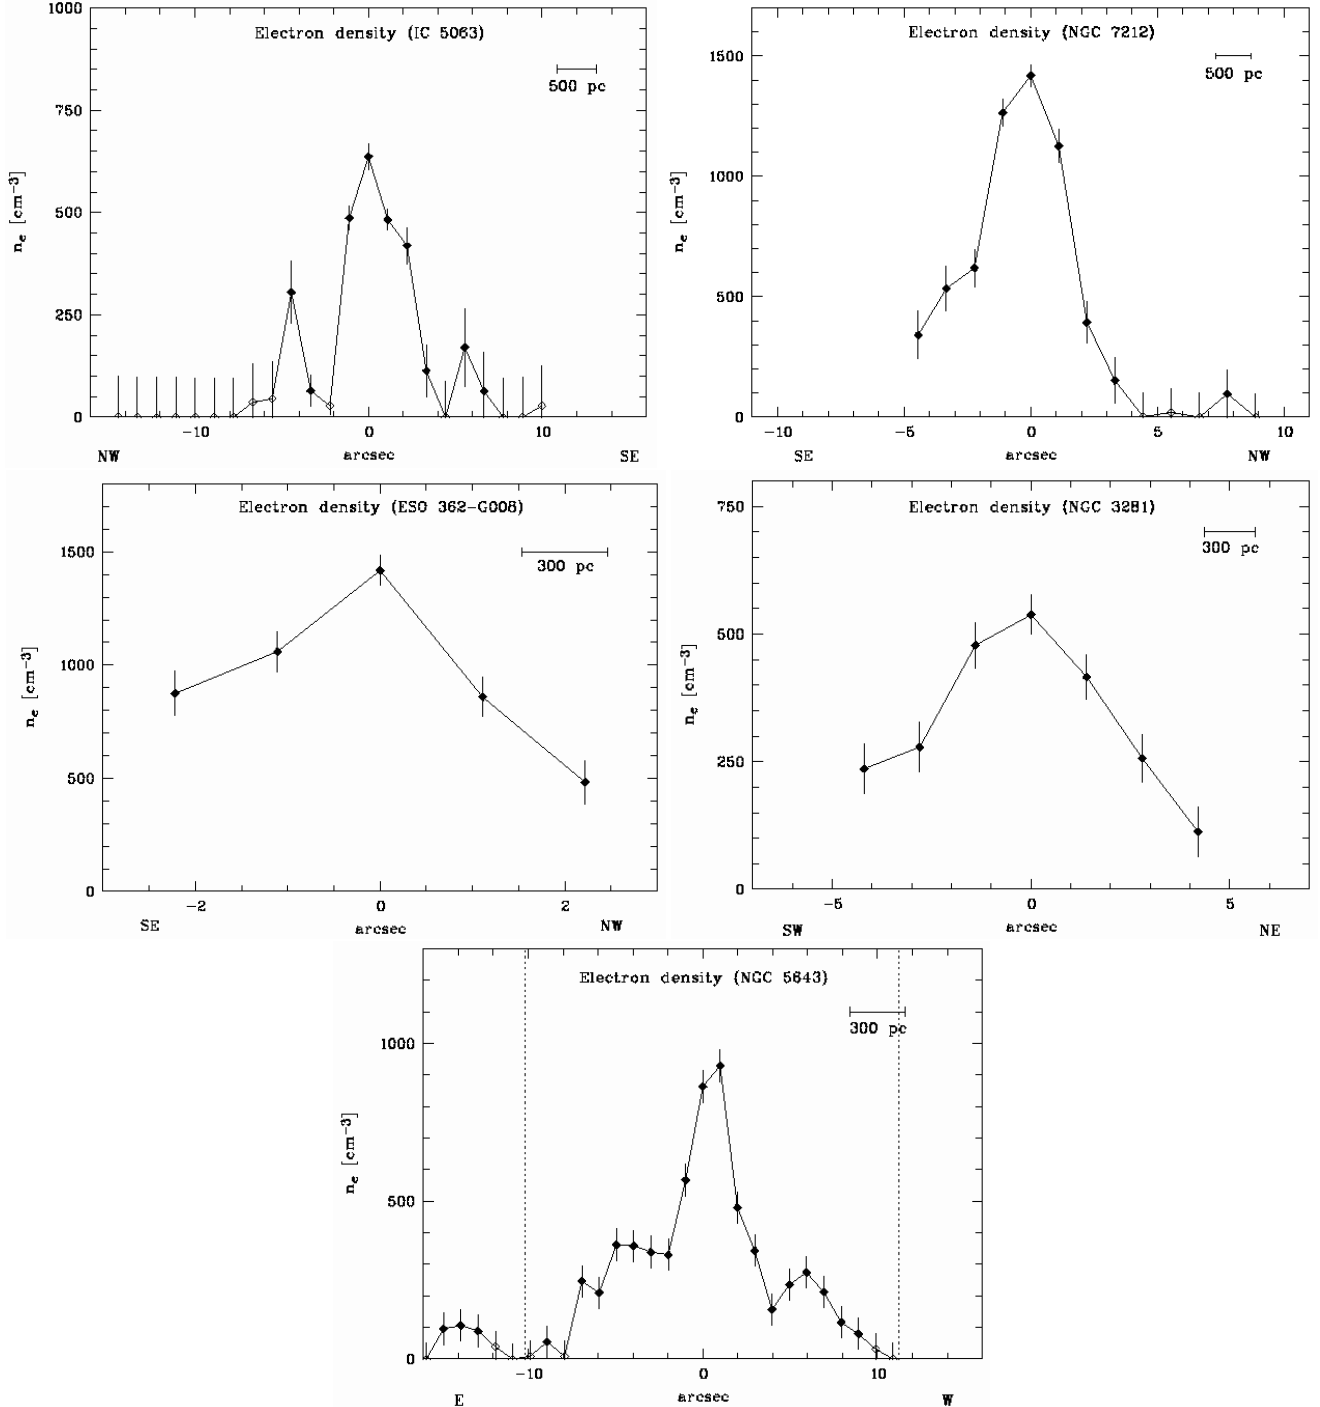 Electron density (IC 5063)
500 pc
1000
750
500
250
0
n_e [cm-3]
-10 0 10
NW arcsec SE
Electron density (NGC 7212)
500 pc
1500
1000
500
0
n_e [cm-3]
-10 -5 0 5 10
SE arcsec NW
Electron density (ESO 362-G008)
300 pc
1500
1000
500
0
n_e [cm-3]
-2 0 2
SE arcsec NW
Electron density (NGC 3281)
300 pc
750
500
250
0
n_e [cm-3]
-5 0 5
SW arcsec NE
Electron density (NGC 5643)
300 pc
1000
500
0
n_e [cm-3]
-10 0 10
E arcsec W